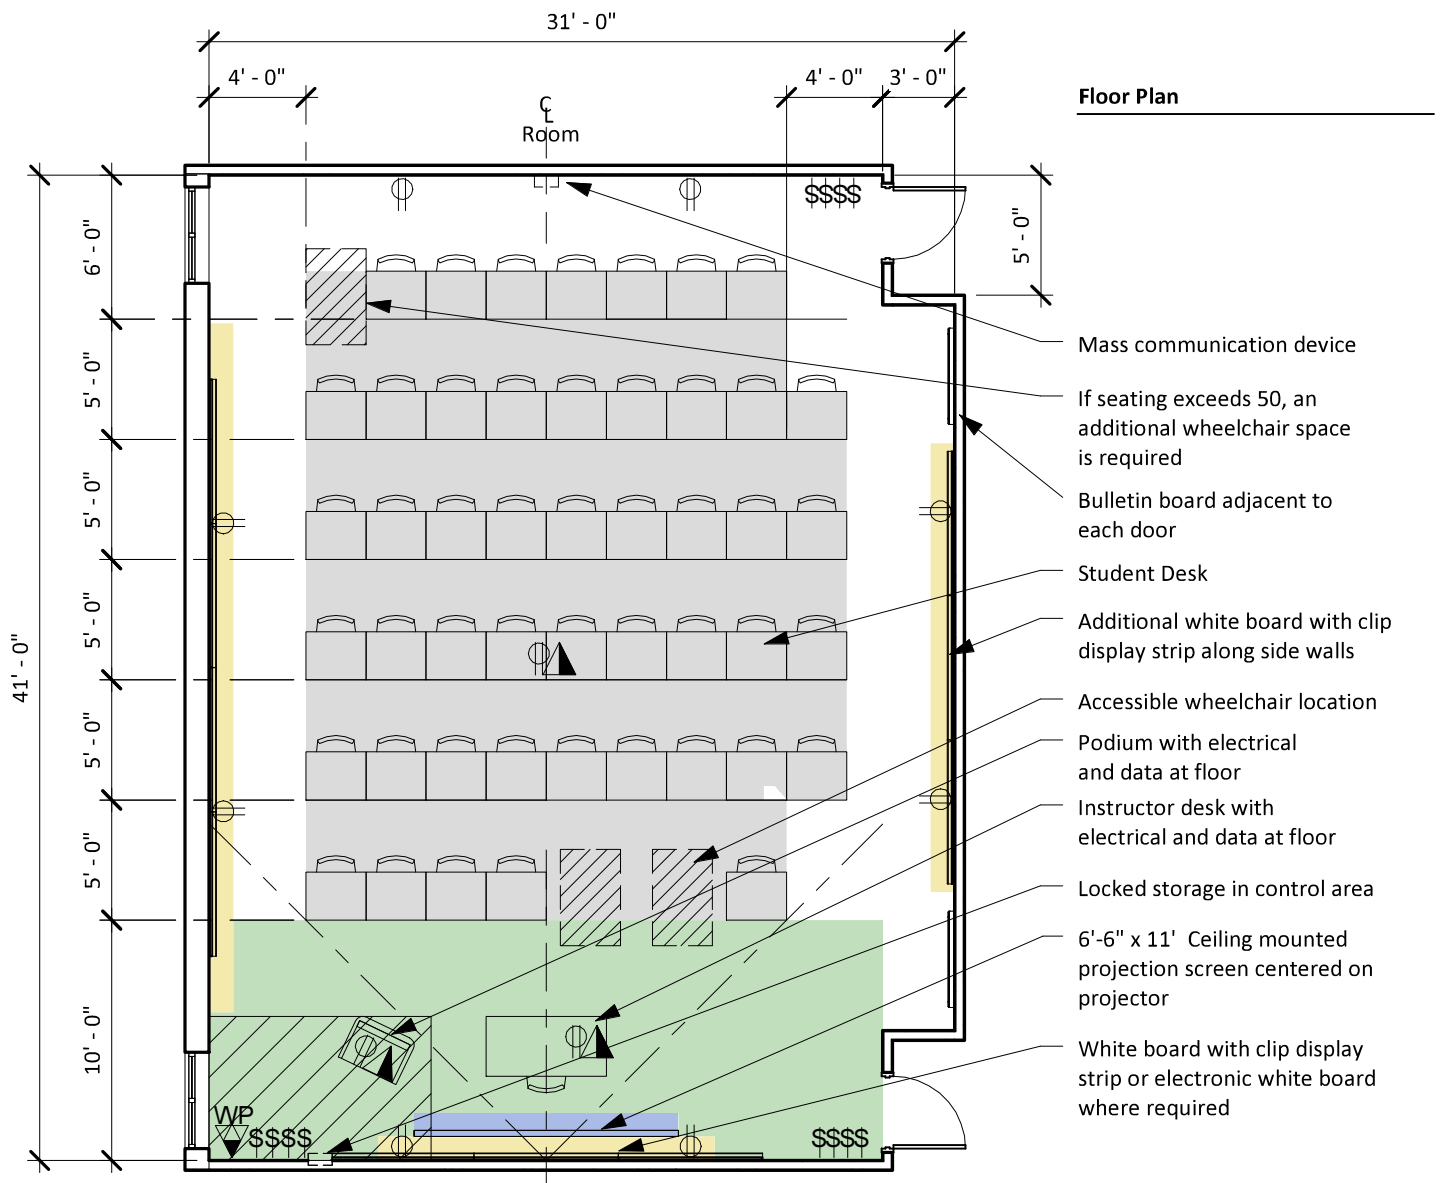 31' - 0"
4' - 0"
4' - 0"
3' - 0"
Floor Plan
CL
Room
$$$$
6' - 0"
5' - 0"
Mass communication device
5' - 0"
If seating exceeds 50, an
additional wheelchair space
is required
5' - 0"
Bulletin board adjacent to
each door
Student Desk
5' - 0"
41' - 0"
Additional white board with clip
display strip along side walls
Accessible wheelchair location
5' - 0"
Podium with electrical
and data at floor
Instructor desk with
electrical and data at floor
5' - 0"
Locked storage in control area
6'-6" x 11' Ceiling mounted
projection screen centered on
projector
10' - 0"
White board with clip display
strip or electronic white board
where required
WP
$$$$
$$$$